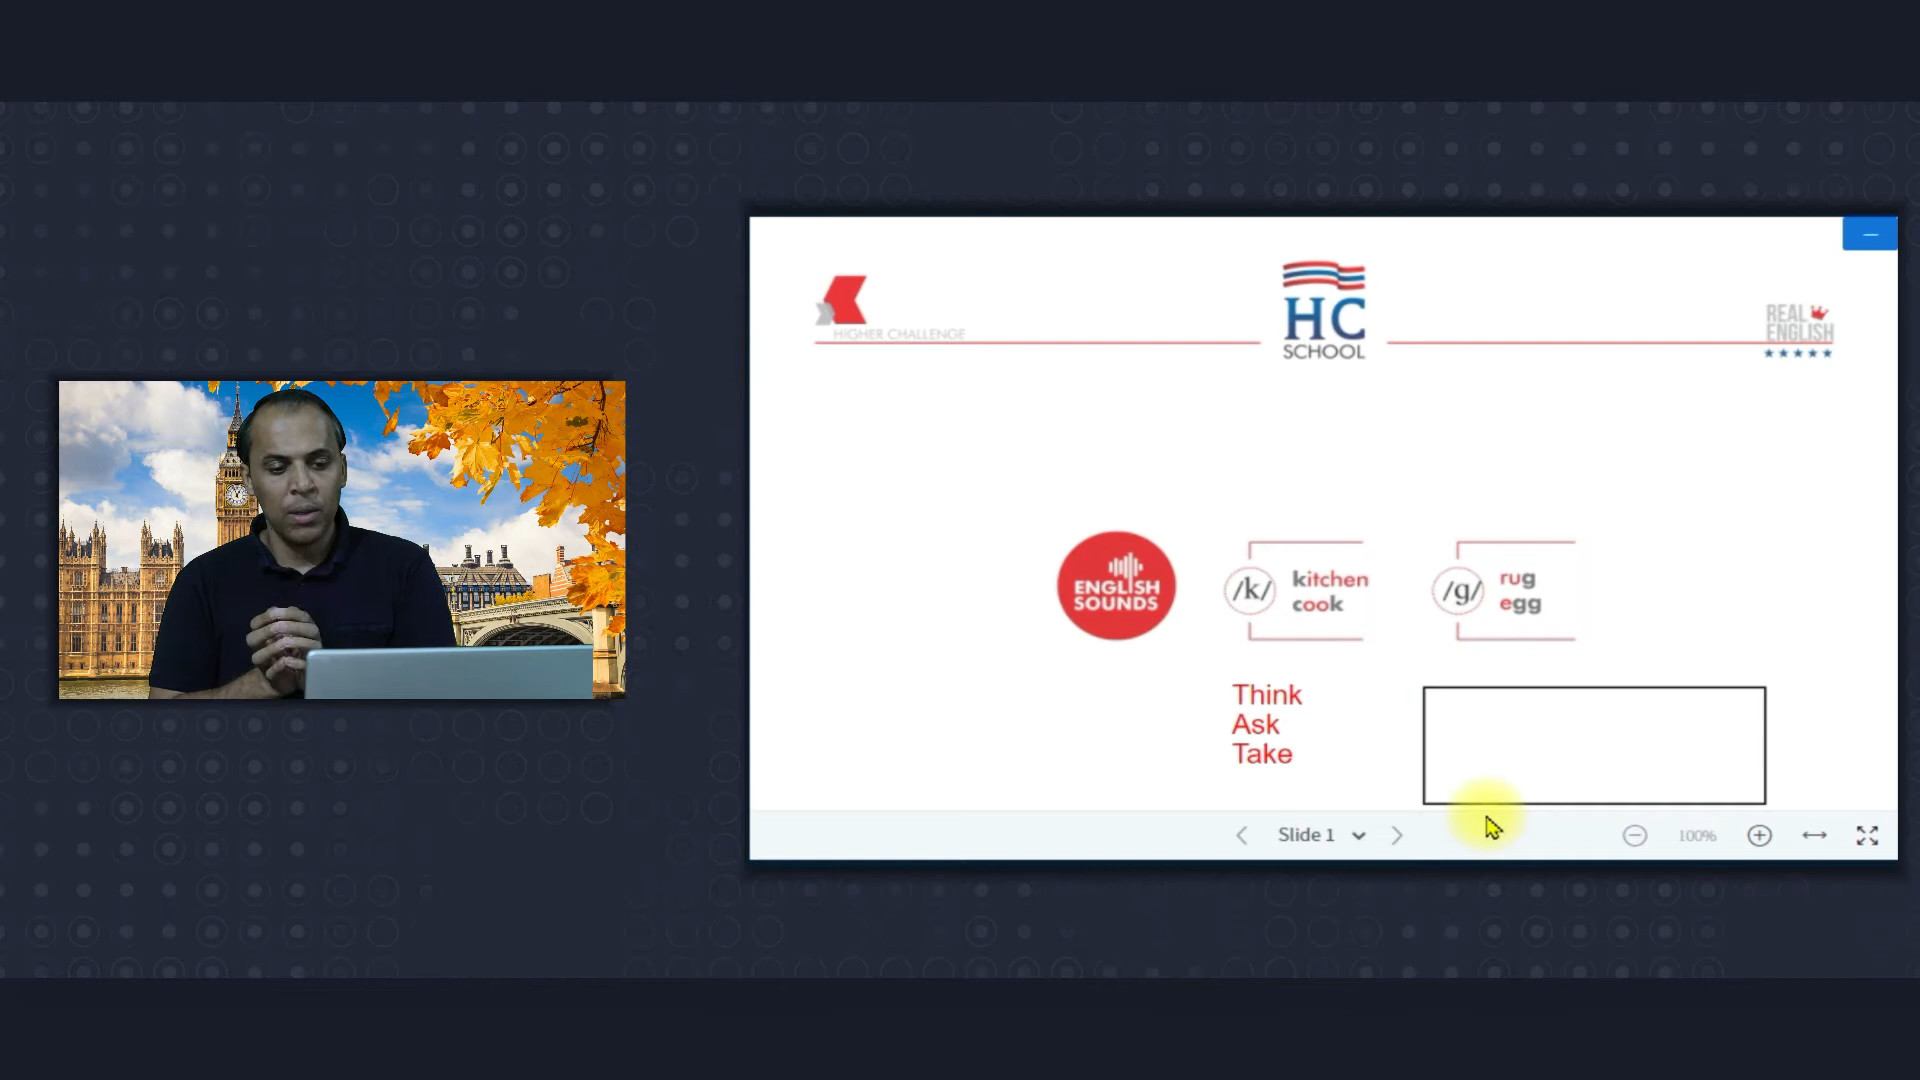 HIGHER CHALLENGE
HC
SCHOOL
REAL
ENGLISH
ENGLISH
SOUNDS
/k/
kitchen
cook
/g/
rug
egg
Think
Ask
Take
Slide 1
100%